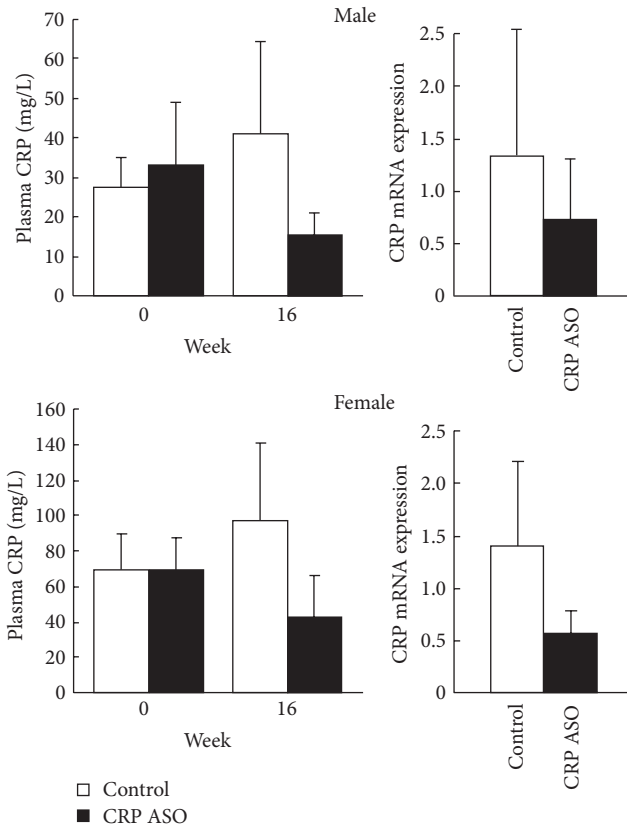 Male
70
60
50
40
30
20
10
0
Plasma CRP (mg/L)
0
16
Week
2.5
2.0
1.5
1.0
0.5
0
CRP mRNA expression
Control
CRP ASO
Female
160
140
120
100
80
60
40
20
0
Plasma CRP (mg/L)
0
16
Week
2.5
2.0
1.5
1.0
0.5
0
CRP mRNA expression
Control
CRP ASO
Control
CRP ASO